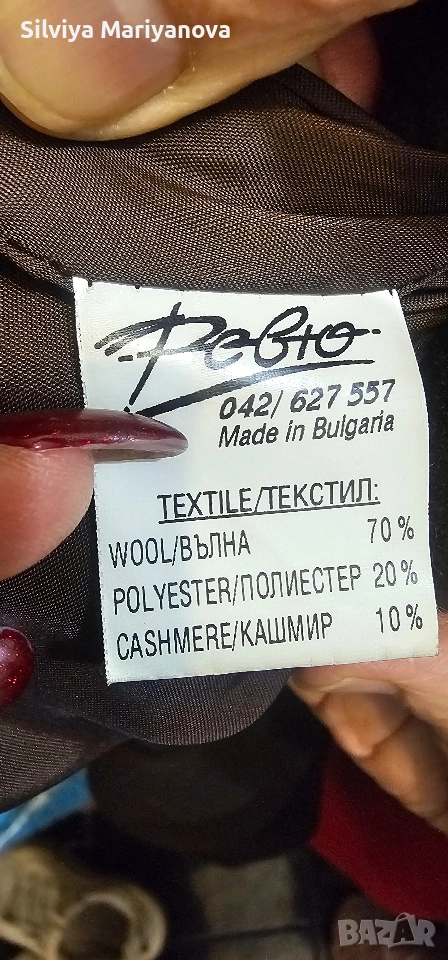 Silviya Mariyanova
Ревю
042/ 627 557
Made in Bulgaria
TEXTILE/ТЕКСТИЛ:
WOOL/ВЪЛНА 70 %
POLYESTER/ПОЛИЕСТЕР 20 %
CASHMERE/КАШМИР 10 %
BAZAR